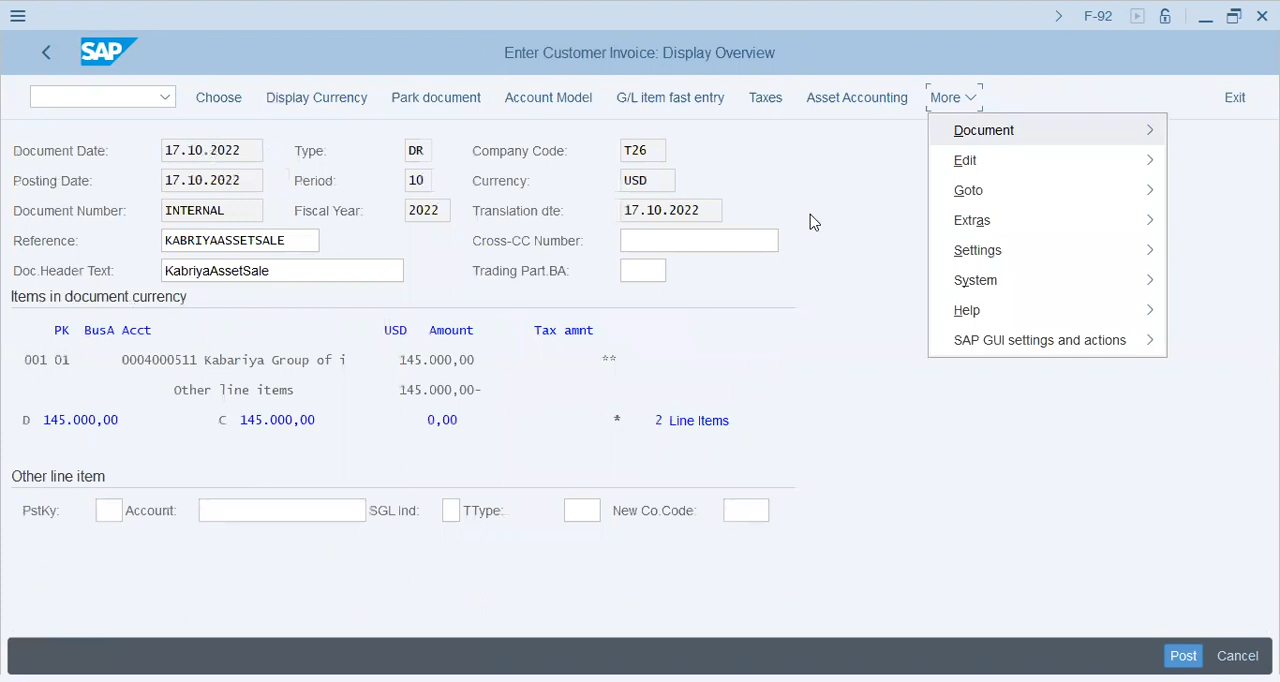 F-92
SAP Enter Customer Invoice: Display Overview
Choose Display Currency Park document Account Model G/L item fast entry Taxes Asset Accounting More Exit
Document
Edit
Goto
Extras
Settings
System
Help
SAP GUI settings and actions
Document Date: 17.10.2022 Type: DR Company Code: T26
Posting Date: 17.10.2022 Period: 10 Currency: USD
Document Number: INTERNAL Fiscal Year: 2022 Translation dte: 17.10.2022
Reference: KABRIYAASSETSALE Cross-CC Number:
Doc.Header Text: KabriyaAssetSale Trading Part.BA:
Items in document currency
PK BusA Acct USD Amount Tax amnt
001 01 0004000511 Kabariya Group of i 145.000,00 **
Other line items 145.000,00-
D 145.000,00 C 145.000,00 0,00 * 2 Line Items
Other line item
PstKy: Account: SGL Ind: TType: New Co.Code:
Post Cancel